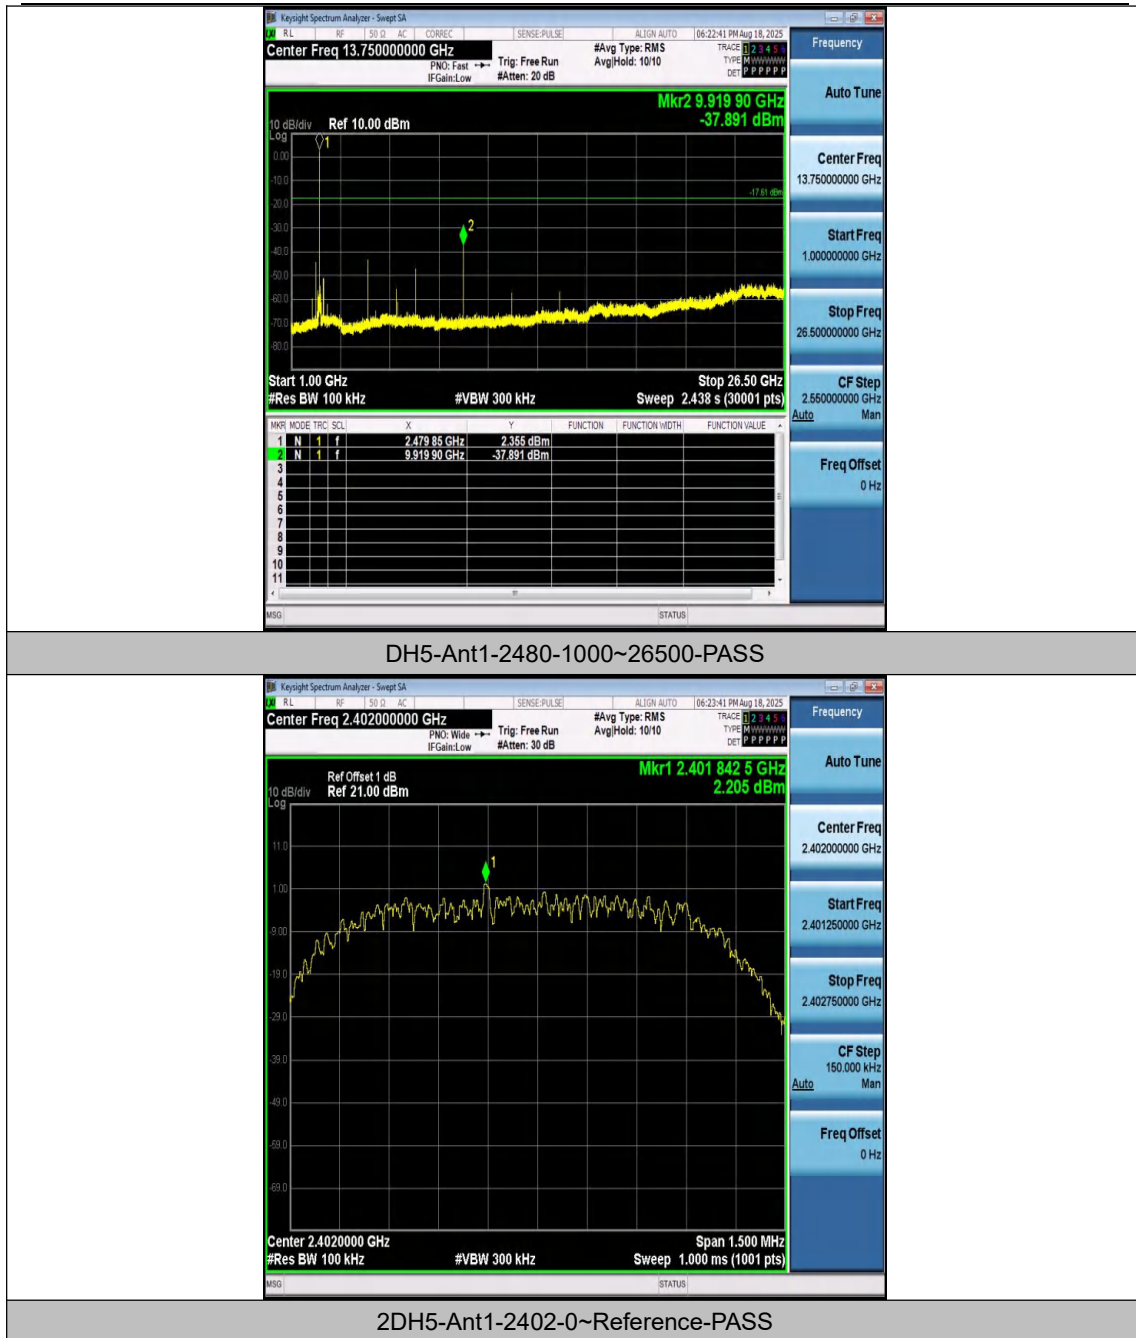 Keysight Spectrum Analyzer - Swept SA
RL RF 50 Ω AC CORREC SENSE:PULSE ALIGN AUTO 06:22:41 PM Aug 18, 2025
Center Freq 13.750000000 GHz
PNO: Fast
IFGain:Low
Trig: Free Run
#Atten: 20 dB
#Avg Type: RMS
Avg|Hold: 10/10
TRACE 1 2 3 4 5 6
TYPE M W W W W W
DET P P P P P P
Mkr2 9.919 90 GHz
-37.891 dBm
10 dB/div Ref 10.00 dBm
Log
1
0.00
-10.0
-17.61 dBm
-20.0
2
-30.0
-40.0
-50.0
-60.0
-70.0
-80.0
Start 1.00 GHz Stop 26.50 GHz
#Res BW 100 kHz #VBW 300 kHz Sweep 2.438 s (30001 pts)
MKR MODE TRC SCL X Y FUNCTION FUNCTION WIDTH FUNCTION VALUE
1 N 1 f 2.479 85 GHz 2.355 dBm
2 N 1 f 9.919 90 GHz -37.891 dBm
3
4
5
6
7
8
9
10
11
MSG STATUS
Frequency
Auto Tune
Center Freq
13.750000000 GHz
Start Freq
1.000000000 GHz
Stop Freq
26.500000000 GHz
CF Step
2.550000000 GHz
Auto Man
Freq Offset
0 Hz
DH5-Ant1-2480-1000~26500-PASS
Keysight Spectrum Analyzer - Swept SA
RL RF 50 Ω AC SENSE:PULSE ALIGN AUTO 06:23:41 PM Aug 18, 2025
Center Freq 2.402000000 GHz
PNO: Wide
IFGain:Low
Trig: Free Run
#Atten: 30 dB
#Avg Type: RMS
Avg|Hold: 10/10
TRACE 1 2 3 4 5 6
TYPE M W W W W W
DET P P P P P P
Mkr1 2.401 842 5 GHz
2.205 dBm
Ref Offset 1 dB
10 dB/div Ref 21.00 dBm
Log
11.0
1
1.00
-9.00
-19.0
-29.0
-39.0
-49.0
-59.0
-69.0
Center 2.4020000 GHz Span 1.500 MHz
#Res BW 100 kHz #VBW 300 kHz Sweep 1.000 ms (1001 pts)
MSG STATUS
Frequency
Auto Tune
Center Freq
2.402000000 GHz
Start Freq
2.401250000 GHz
Stop Freq
2.402750000 GHz
CF Step
150.000 kHz
Auto Man
Freq Offset
0 Hz
2DH5-Ant1-2402-0~Reference-PASS